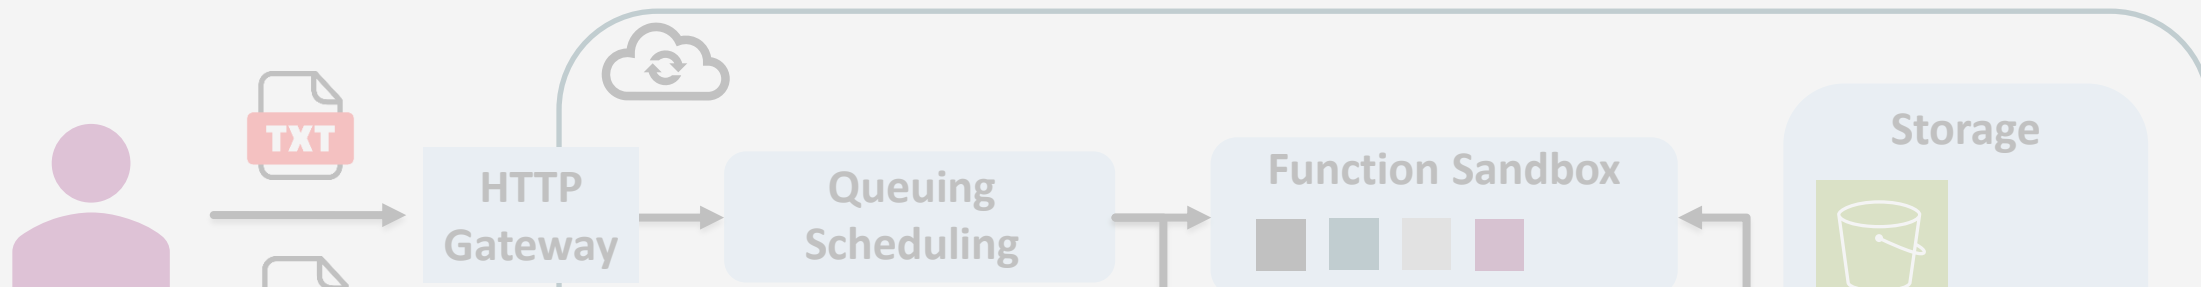 TXT
HTTP
Gateway
Queuing
Scheduling
Function Sandbox
Storage